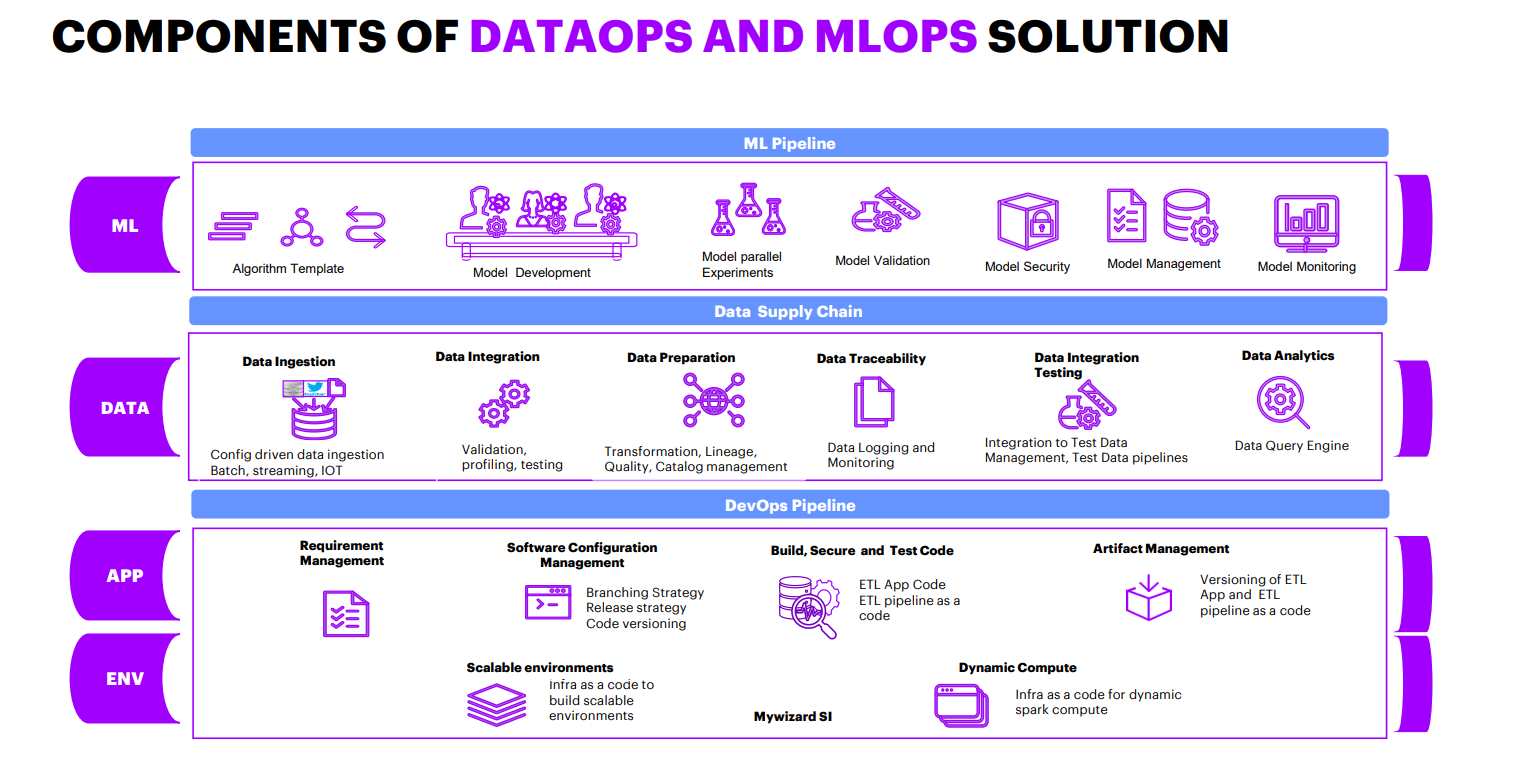 COMPONENTS OF DATAOPS AND MLOPS SOLUTION
ML Pipeline
ML
Algorithm Template
Model Development
Model parallel
Experiments
Model Validation
Model Security
Model Management
Model Monitoring
Data Supply Chain
DATA
Data Ingestion
Config driven data ingestion
Batch, streaming, IOT
Data Integration
Validation,
profiling, testing
Data Preparation
Transformation, Lineage,
Quality, Catalog management
Data Traceability
Data Logging and
Monitoring
Data Integration
Testing
Integration to Test Data
Management, Test Data pipelines
Data Analytics
Data Query Engine
DevOps Pipeline
APP
Requirement
Management
Software Configuration
Management
Branching Strategy
Release strategy
Code versioning
Build, Secure and Test Code
ETL App Code
ETL pipeline as a
code
Artifact Management
Versioning of ETL
App and ETL
pipeline as a code
ENV
Scalable environments
Infra as a code to
build scalable
environments
Mywizard SI
Dynamic Compute
Infra as a code for dynamic
spark compute